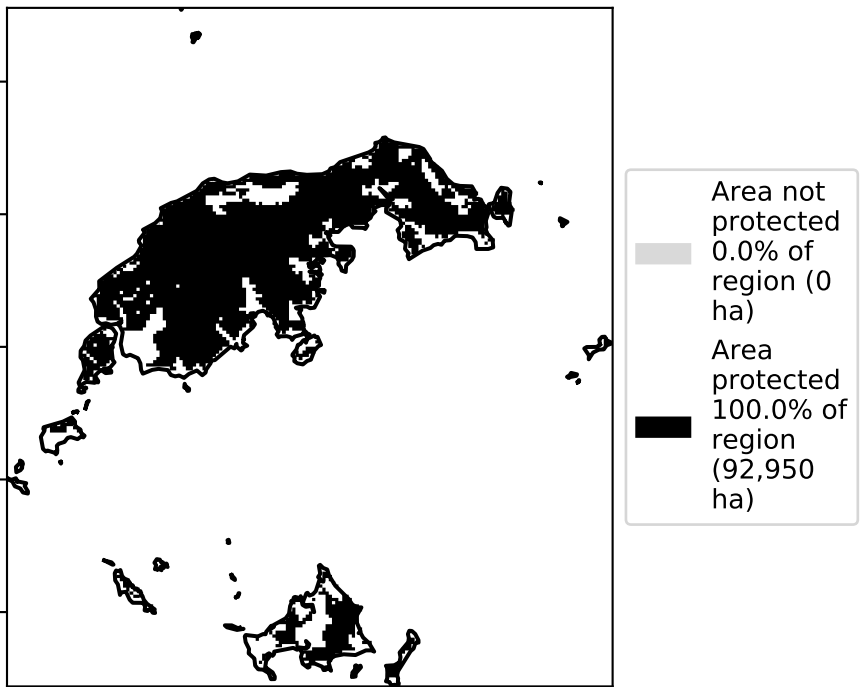 Area not
protected
0.0% of
region (0
ha)
Area
protected
100.0% of
region
(92,950
ha)